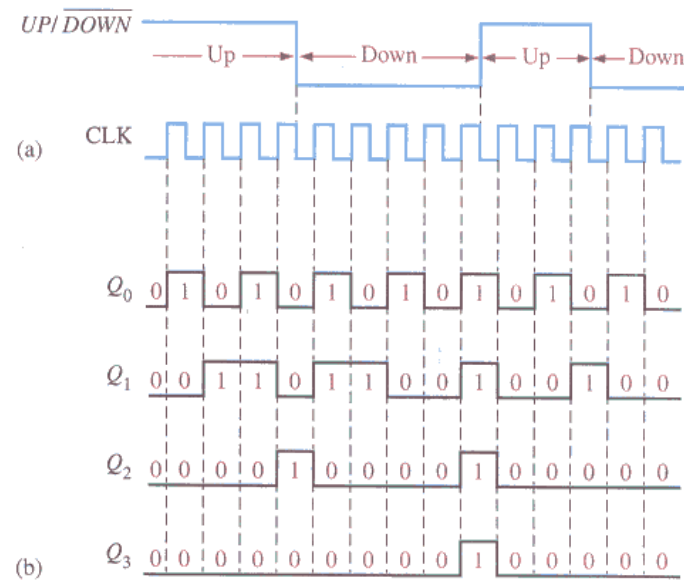 UP/DOWN
Up Down Up Down
CLK
(a)
Q0 0 1 0 1 0 1 0 1 0 1 0 1 0 1 0
Q1 0 0 1 1 0 1 1 0 0 1 0 0 1 0 0
Q2 0 0 0 0 1 0 0 0 0 1 0 0 0 0 0
Q3 0 0 0 0 0 0 0 0 0 1 0 0 0 0 0
(b)